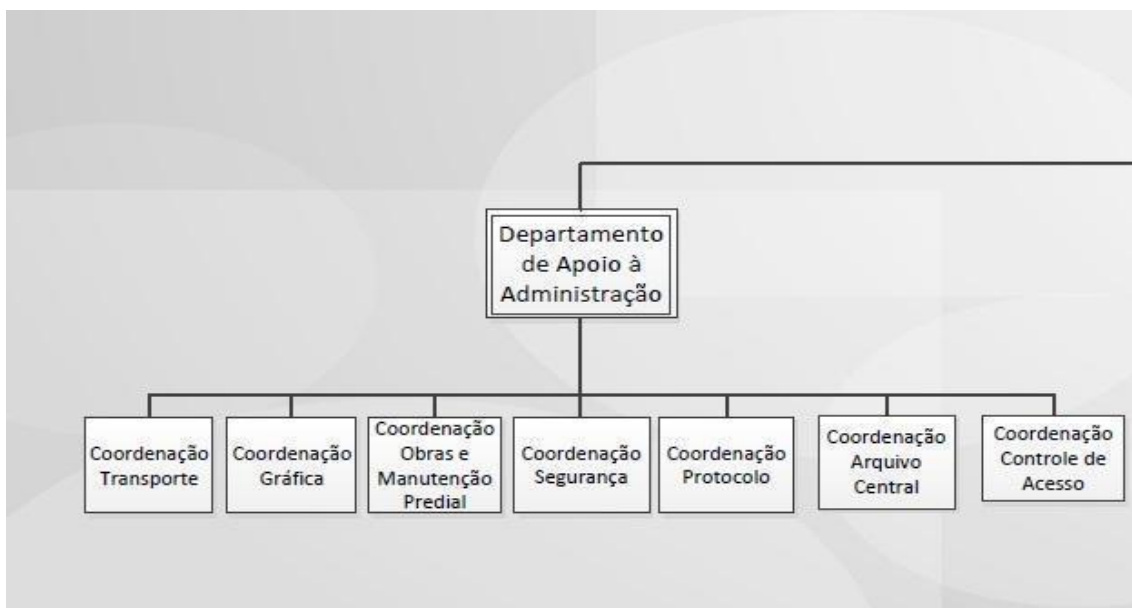 Departamento
de Apoio à
Administração
Coordenação
Transporte
Coordenação
Gráfica
Coordenação
Obras e
Manutenção
Predial
Coordenação
Segurança
Coordenação
Protocolo
Coordenação
Arquivo
Central
Coordenação
Controle de
Acesso